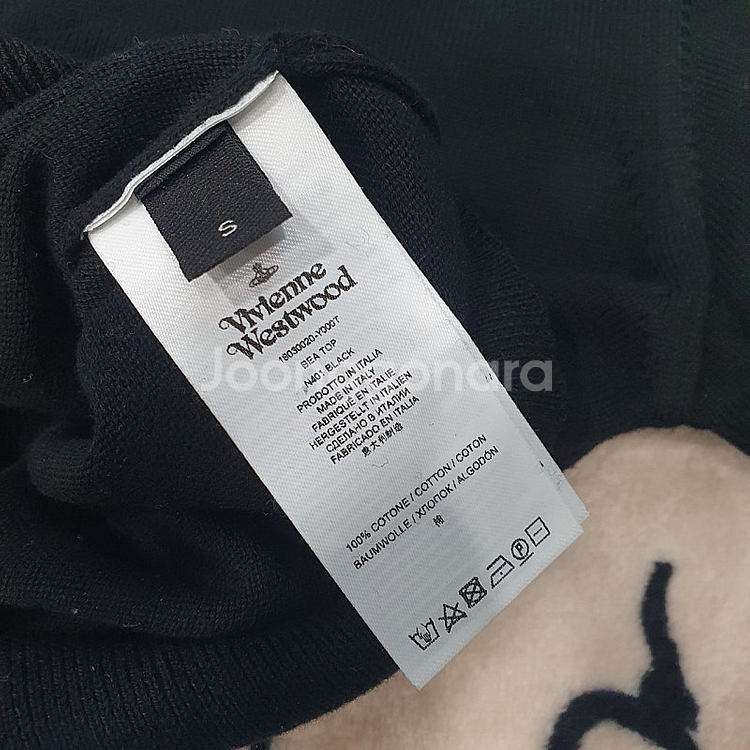 S
Vivienne
Westwood
18030020-Y000T
BEA TOP
N401 BLACK
PRODOTTO IN ITALIA
MADE IN ITALY
FABRIQUÉ EN ITALIE
HERGESTELLT IN ITALIEN
СДЕЛАНО В ИТАЛИИ
FABRICADO EN ITALIA
意大利制造
100% COTONE / COTTON / COTON
BAUMWOLLE / ХЛОПОК / ALGODÓN
棉